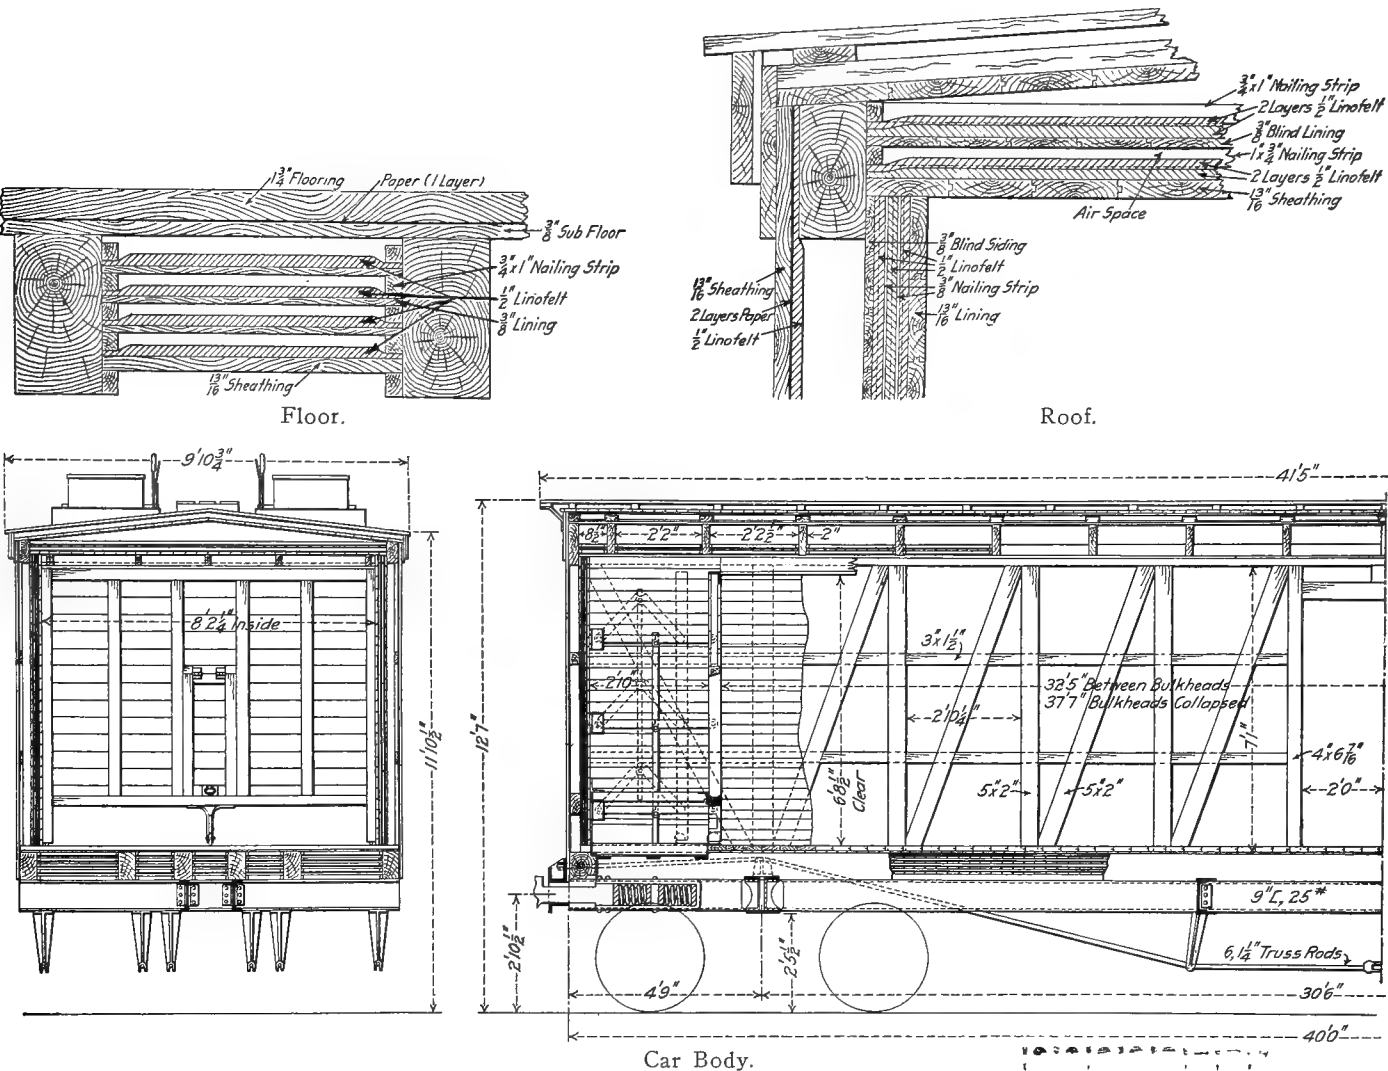 1¾" Flooring
Paper (1 Layer)
⅜" Sub Floor
¾"x1" Nailing Strip
½" Linofelt
⅜" Lining
13/16" Sheathing
Floor.
¾"x1" Nailing Strip
2 Layers ½" Linofelt
⅜" Blind Lining
1"x¾" Nailing Strip
2 Layers ½" Linofelt
13/16" Sheathing
Air Space
⅜" Blind Siding
½" Linofelt
⅜" Nailing Strip
13/16" Lining
13/16" Sheathing
2 Layers Paper
½" Linofelt
Roof.
9'10¾"
8'2¼" Inside
11'10½"
41'5"
12'7"
8½"
2'2"
2'2½"
2"
3"x1½"
2'0"
32'5" Between Bulkheads
37'7" Bulkheads Collapsed
2'10¼"
7'1"
6'8½" Clear
5"x2"
5"x2"
4"x6 7/16"
2'0"
9"[, 25#
2'10½"
2'5½"
6, 1¼" Truss Rods
4'9"
30'6"
40'0"
Car Body.